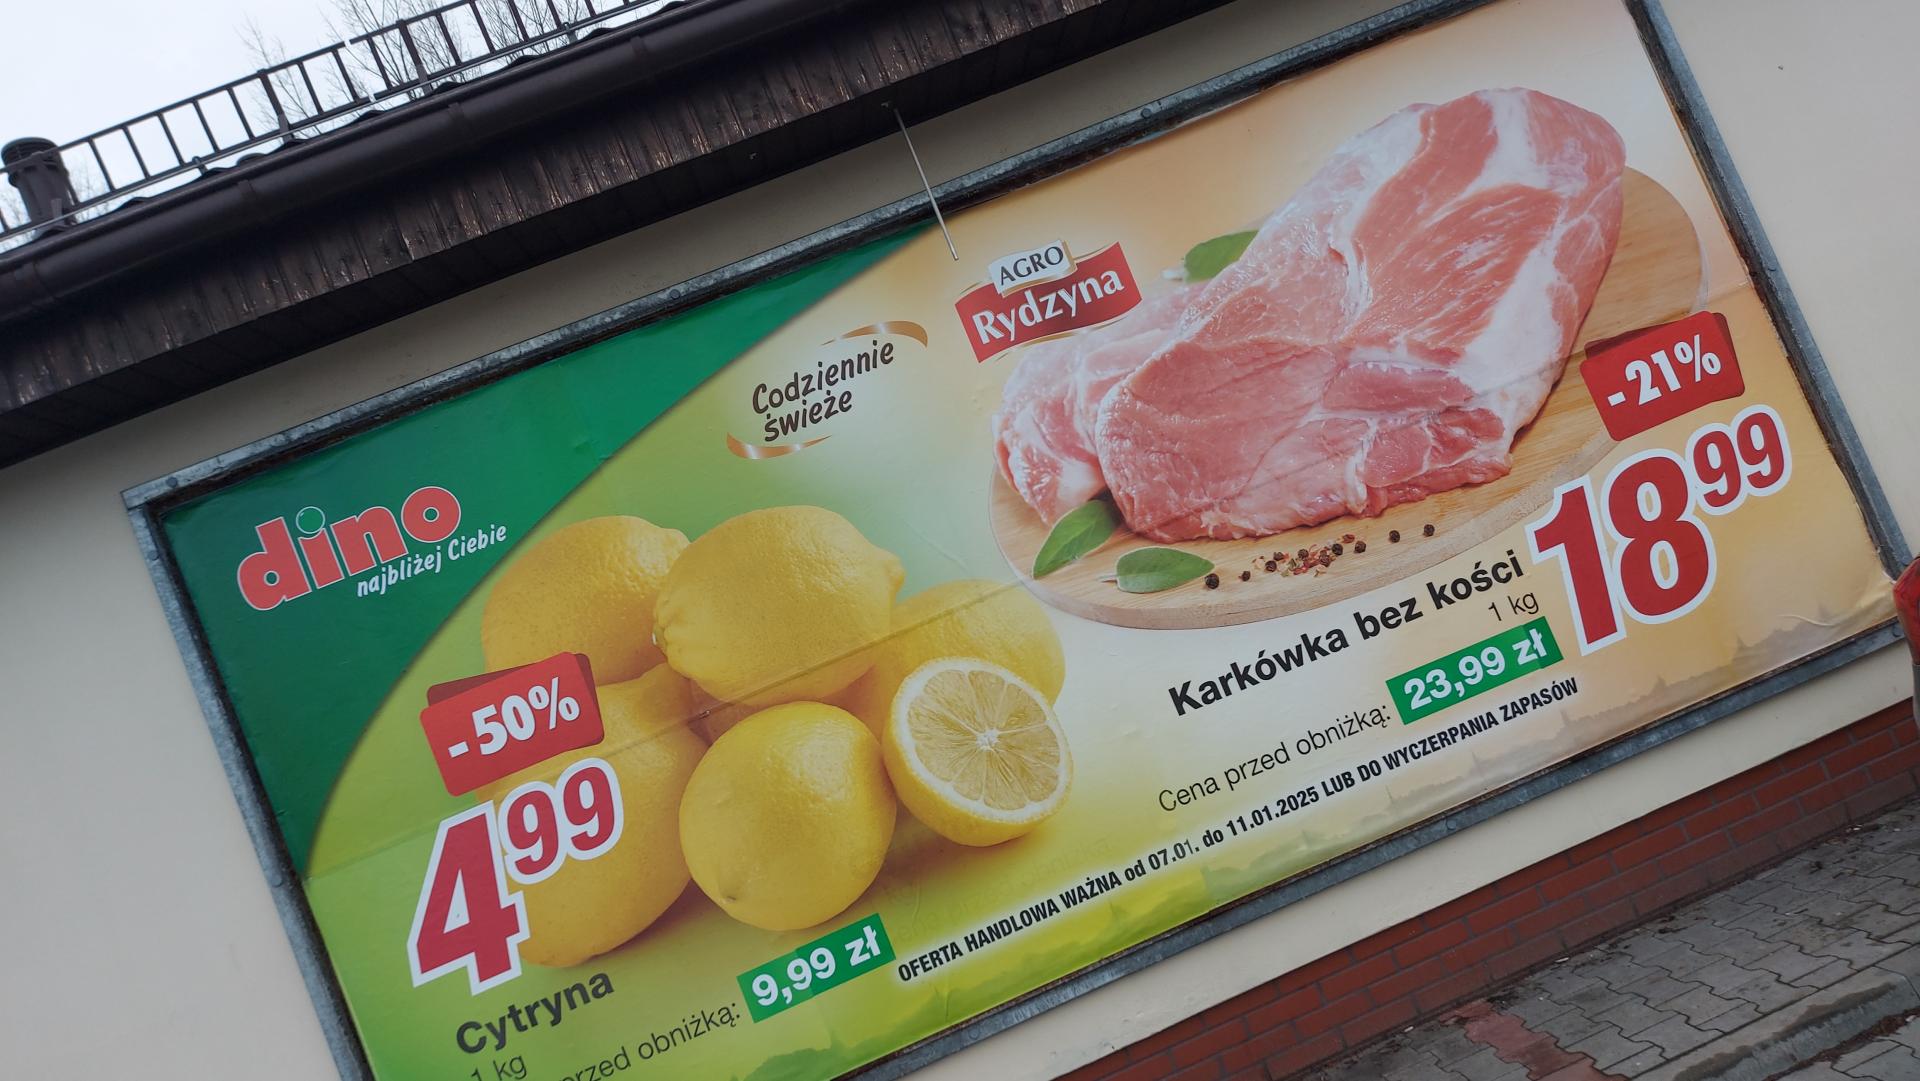 dino
najbliżej Ciebie
Codziennie
świeże
AGRO
Rydzyna
-50%
4 99
Cytryna
1 kg
przed obniżką: 9,99 zł
-21%
18 99
Karkówka bez kości
1 kg
Cena przed obniżką: 23,99 zł
OFERTA HANDLOWA WAŻNA od 07.01. do 11.01.2025 LUB DO WYCZERPANIA ZAPASÓW